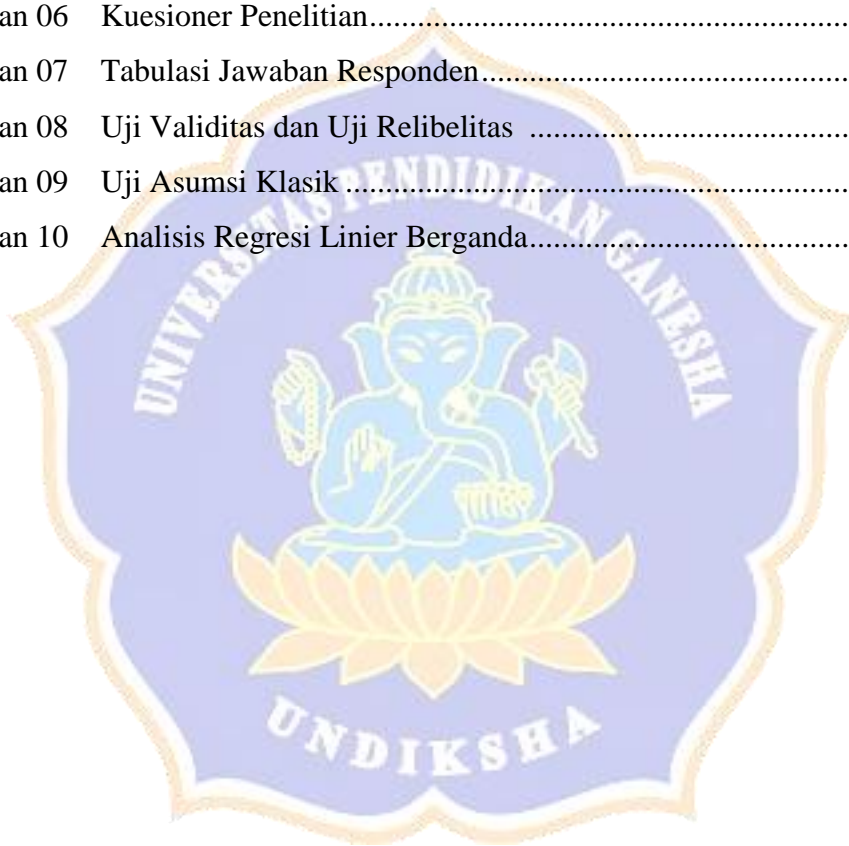 an 06 Kuesioner Penelitian........................................................................
an 07 Tabulasi Jawaban Responden.........................................................
an 08 Uji Validitas dan Uji Relibelitas ...................................................
an 09 Uji Asumsi Klasik ...........................................................................
an 10 Analisis Regresi Linier Berganda...................................................
UNIVERSITAS PENDIDIKAN GANESHA
UNDIKSHA